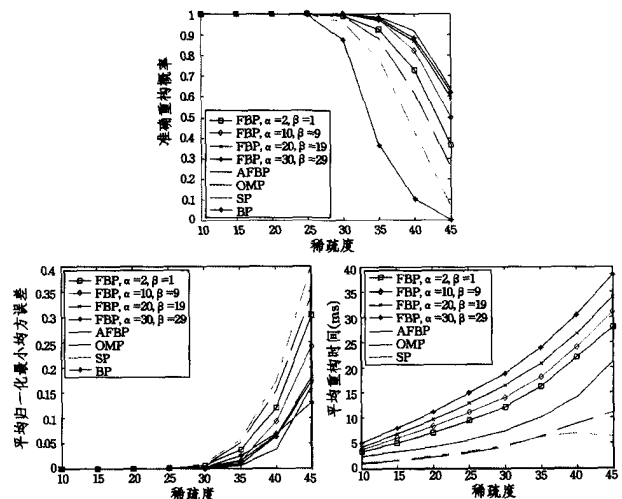 准确重构概率
1
0.9
0.8
0.7
0.6
0.5
0.4
0.3
0.2
0.1
0
FBP, α=2, β=1
FBP, α=10, β=9
FBP, α=20, β=19
FBP, α=30, β=29
AFBP
OMP
SP
BP
10 15 20 25 30 35 40 45
稀疏度
平均归一化最小均方误差
0.4
0.35
0.3
0.25
0.2
0.15
0.1
0.05
0
FBP, α=2, β=1
FBP, α=10, β=9
FBP, α=20, β=19
FBP, α=30, β=29
AFBP
OMP
SP
BP
10 15 20 25 30 35 40 45
稀疏度
平均重构时间(ms)
40
35
30
25
20
15
10
5
0
FBP, α=2, β=1
FBP, α=10, β=9
FBP, α=20, β=19
FBP, α=30, β=29
AFBP
OMP
SP
10 15 20 25 30 35 40 45
稀疏度